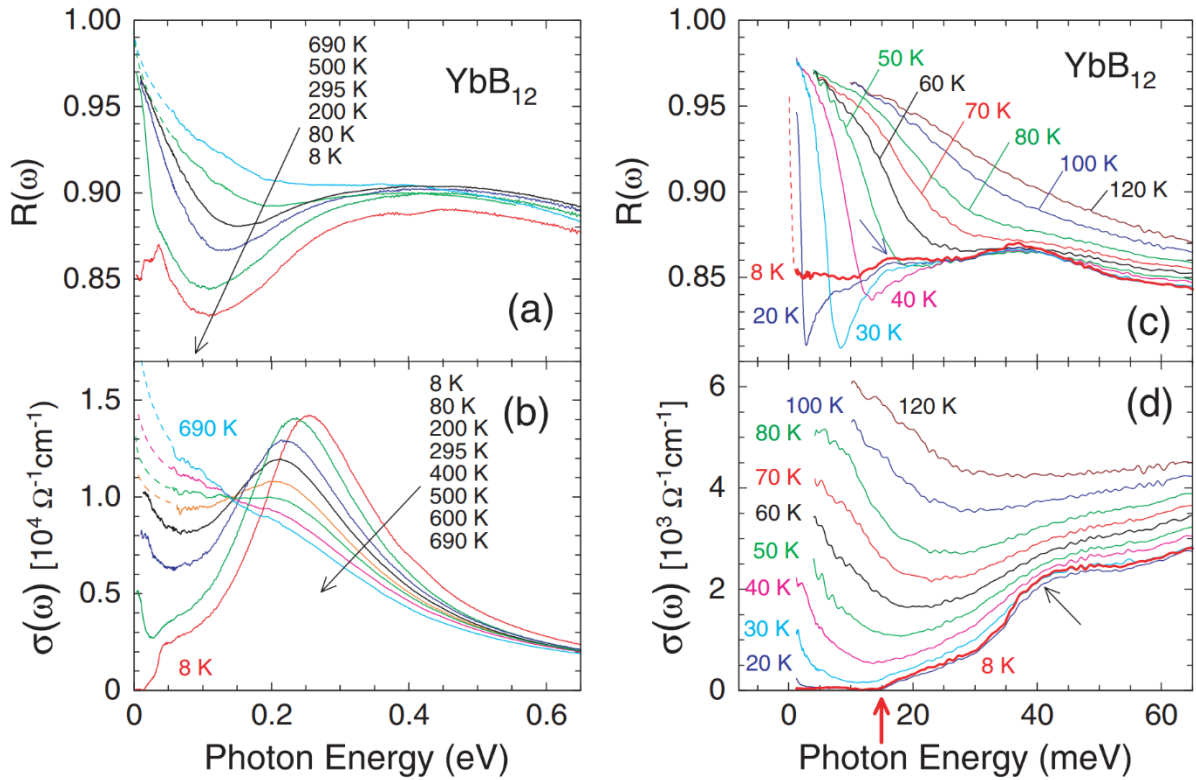 1.00
0.95
0.90
0.85
R(ω)
690 K
500 K
295 K
200 K
80 K
8 K
YbB12
(a)
1.5
1.0
0.5
0
σ(ω) [10⁴ Ω⁻¹cm⁻¹]
690 K
8 K
(b)
8 K
80 K
200 K
295 K
400 K
500 K
600 K
690 K
0
0.2
0.4
0.6
Photon Energy (eV)
1.00
0.95
0.90
0.85
R(ω)
50 K
60 K
70 K
80 K
100 K
120 K
YbB12
8 K
20 K
30 K
40 K
(c)
6
4
2
0
σ(ω) [10³ Ω⁻¹cm⁻¹]
100 K
120 K
(d)
80 K
70 K
60 K
50 K
40 K
30 K
20 K
8 K
0
20
40
60
Photon Energy (meV)